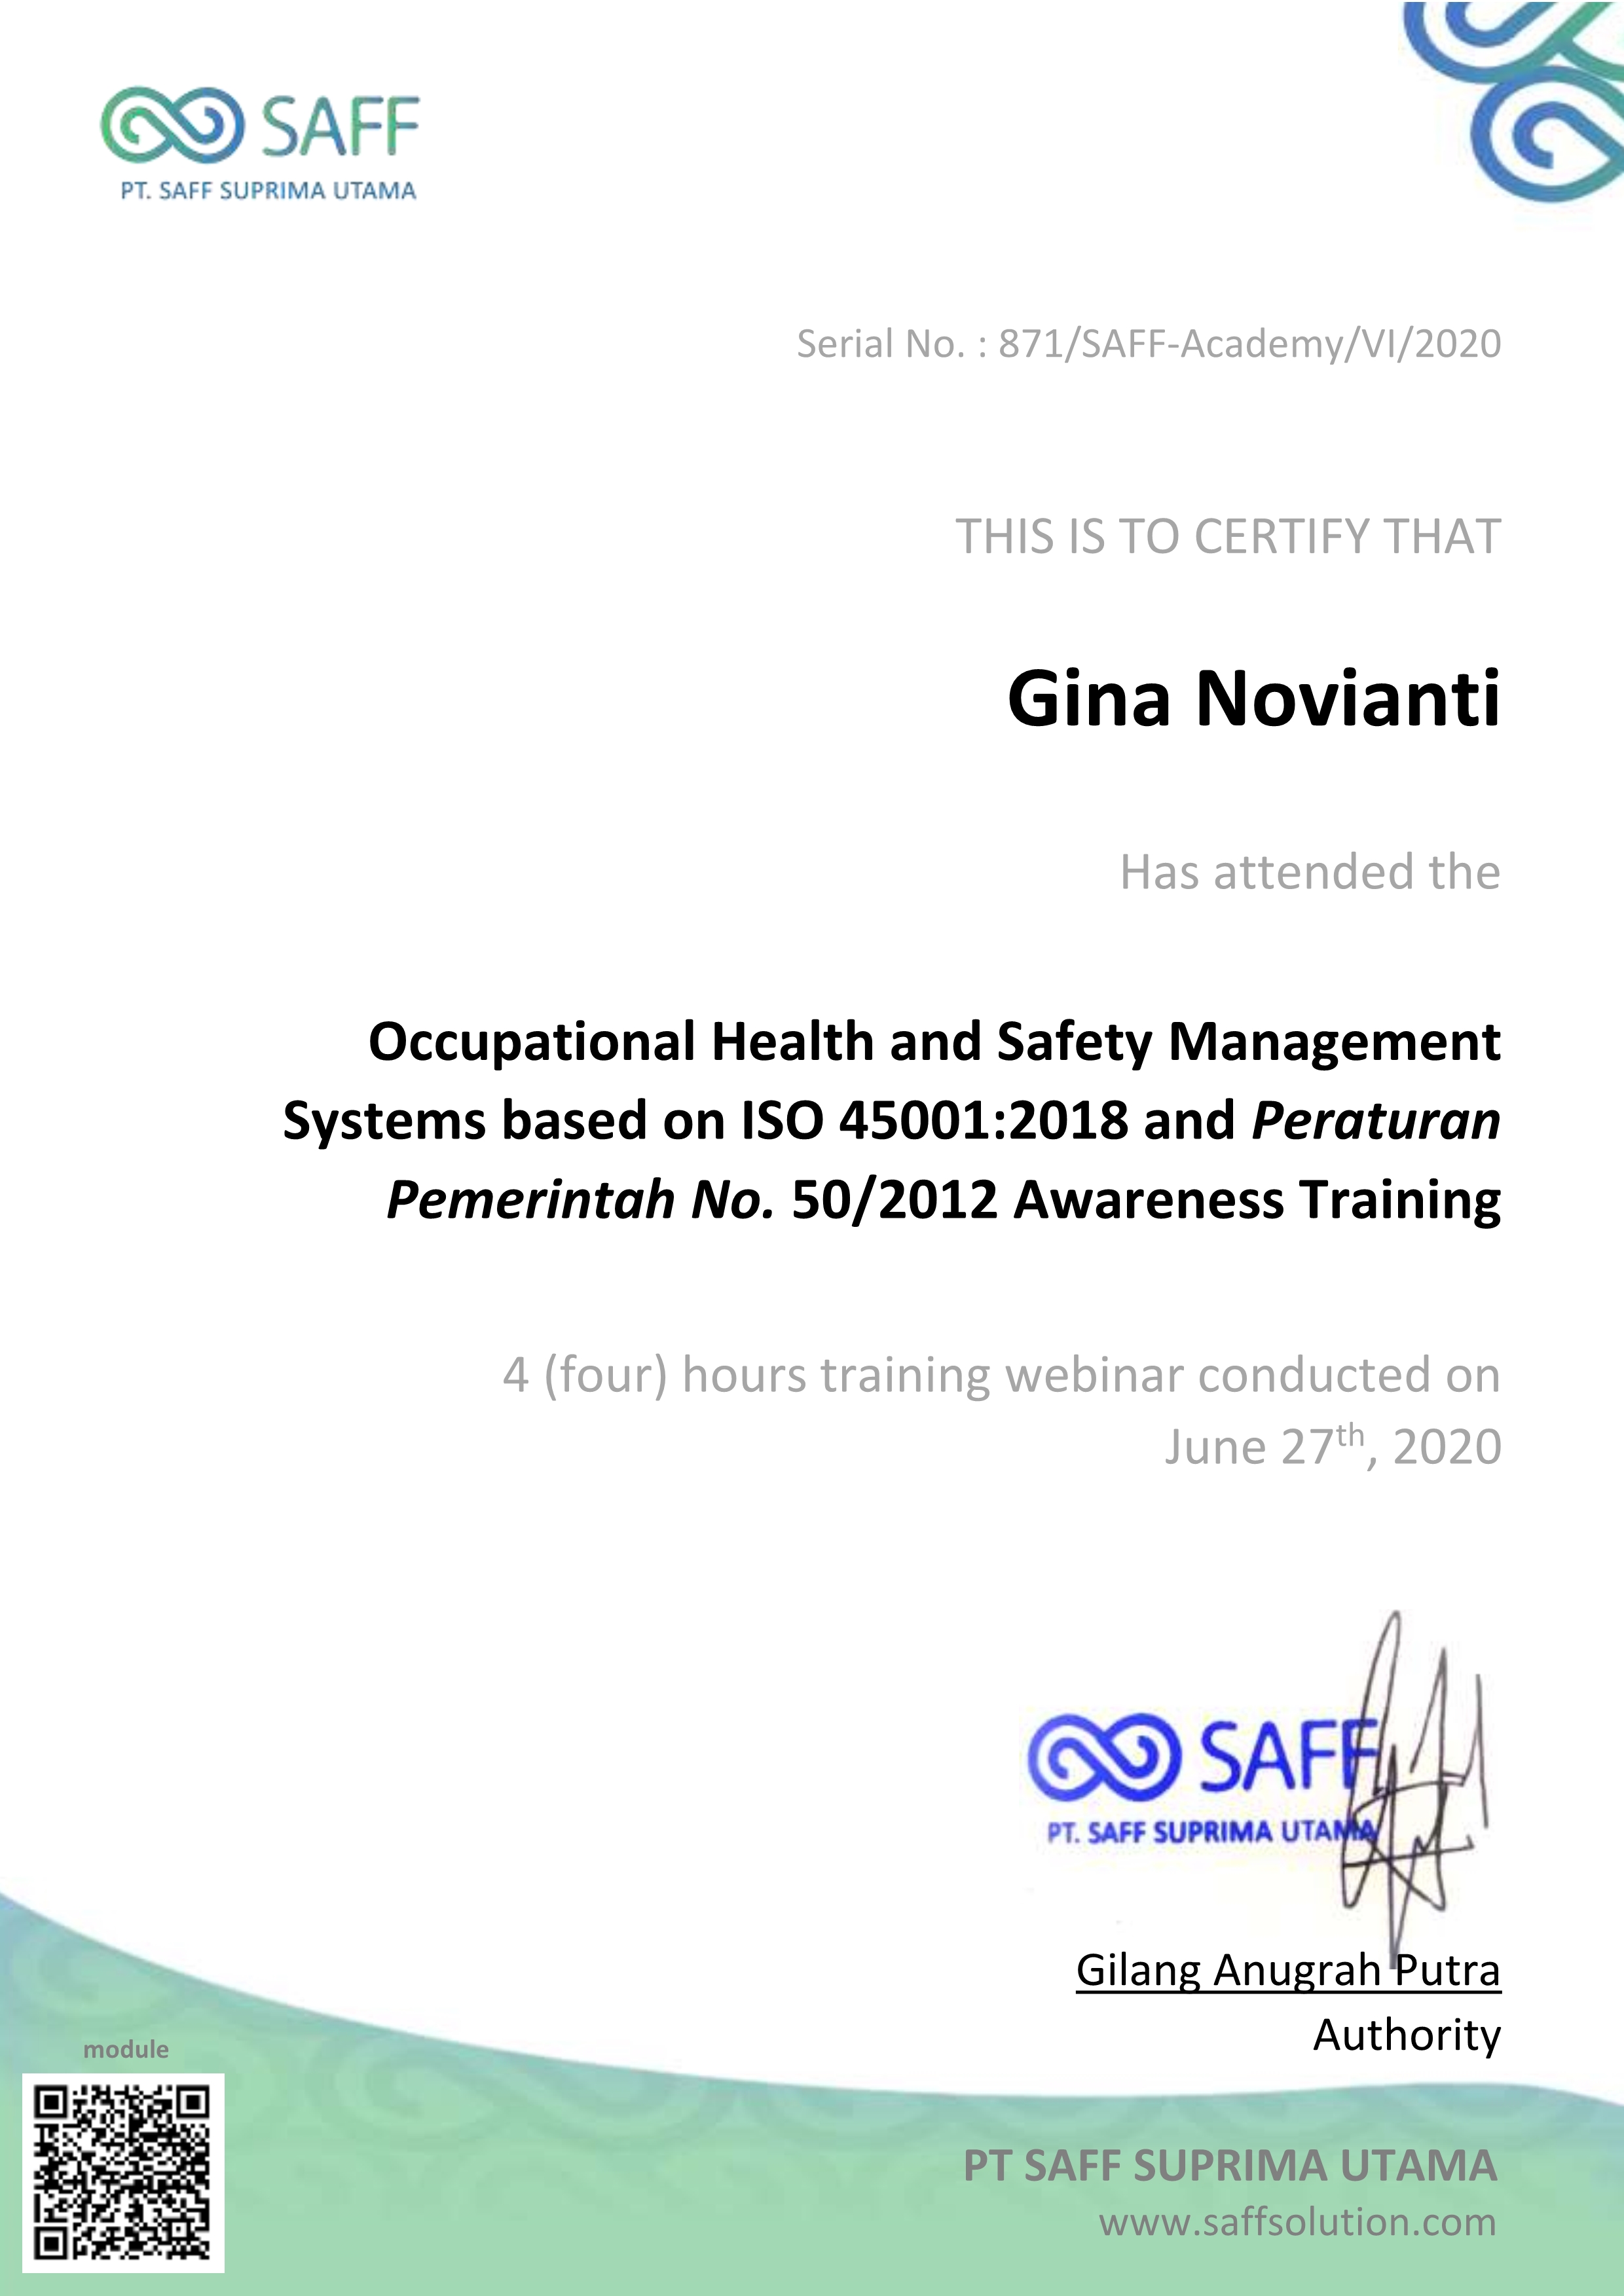 SAFF
PT. SAFF SUPRIMA UTAMA
Serial No. : 871/SAFF-Academy/VI/2020
THIS IS TO CERTIFY THAT
Gina Novianti
Has attended the
Occupational Health and Safety Management
Systems based on ISO 45001:2018 and Peraturan
Pemerintah No. 50/2012 Awareness Training
4 (four) hours training webinar conducted on
June 27th, 2020
SAFF
PT. SAFF SUPRIMA UTAMA
Gilang Anugrah Putra
Authority
module
PT SAFF SUPRIMA UTAMA
www.saffsolution.com